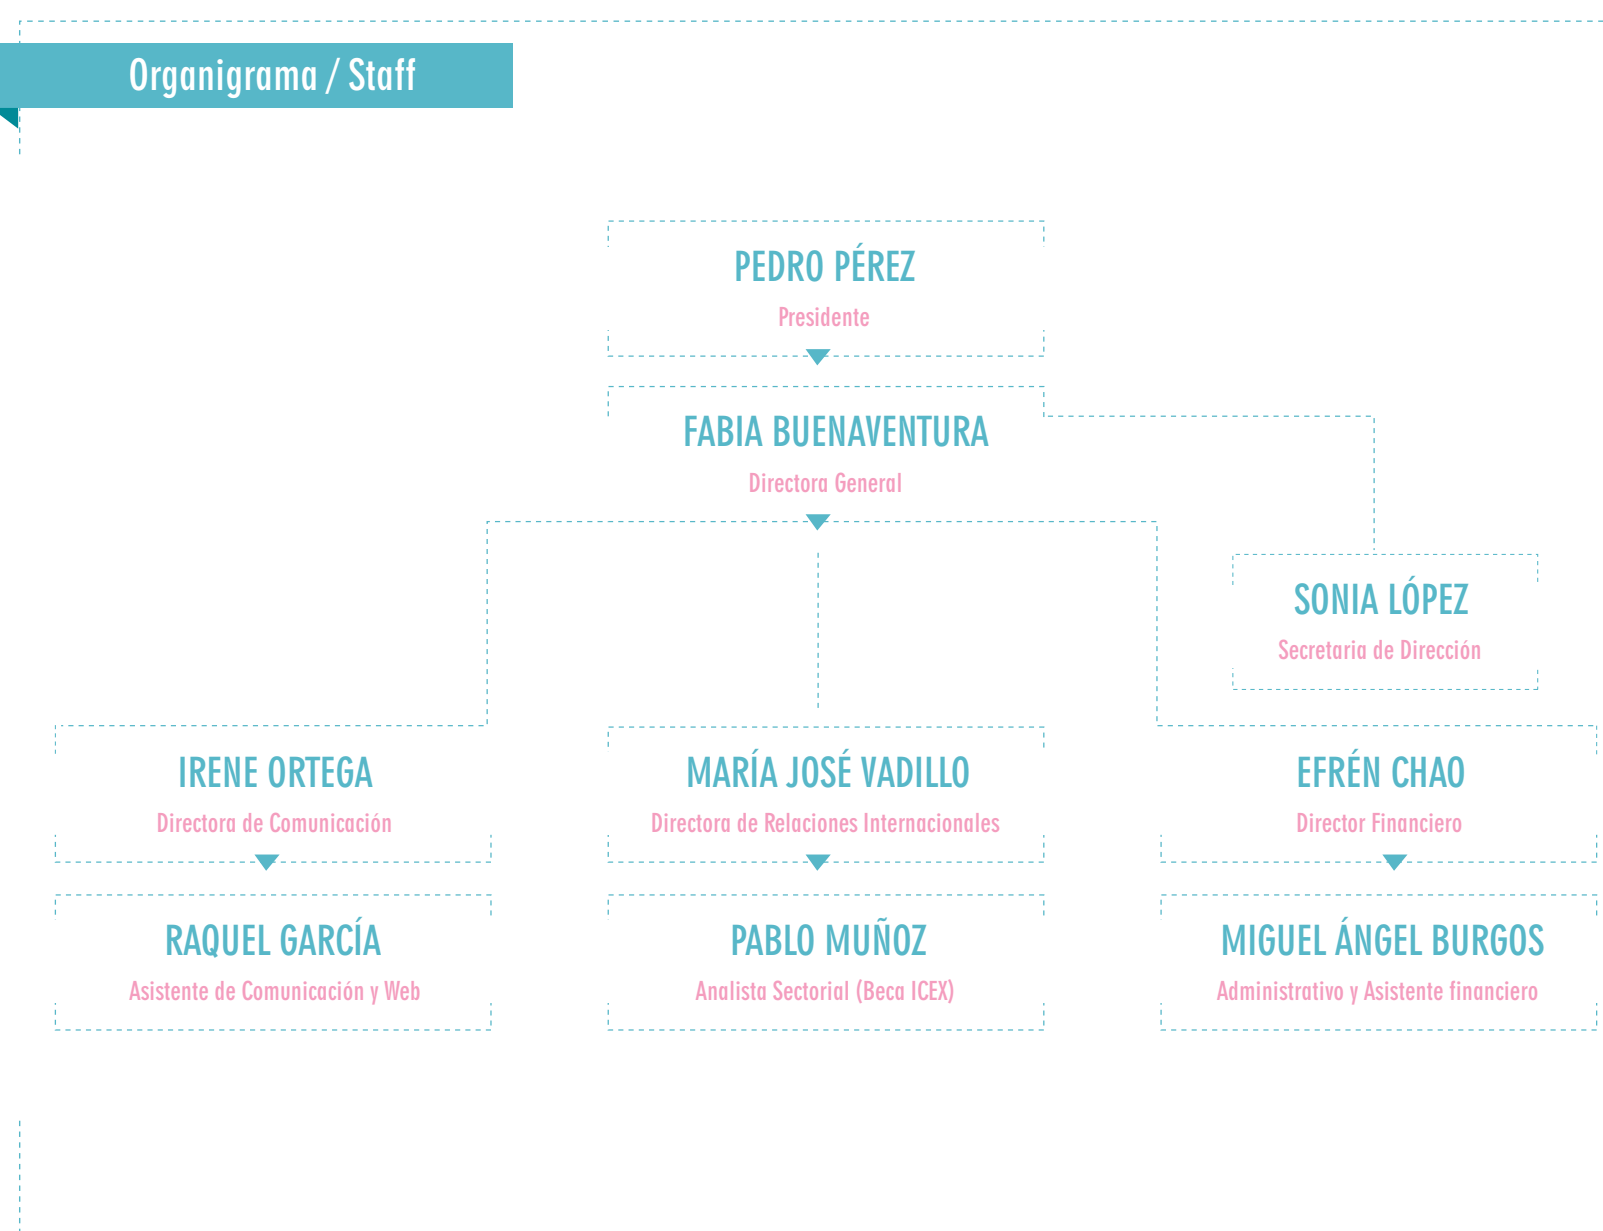 Organigrama / Staff
PEDRO PÉREZ
Presidente
FABIA BUENAVENTURA
Directora General
SONIA LÓPEZ
Secretaria de Dirección
IRENE ORTEGA
Directora de Comunicación
MARÍA JOSÉ VADILLO
Directora de Relaciones Internacionales
EFRÉN CHAO
Director Financiero
RAQUEL GARCÍA
Asistente de Comunicación y Web
PABLO MUÑOZ
Analista Sectorial (Beca ICEX)
MIGUEL ÁNGEL BURGOS
Administrativo y Asistente financiero